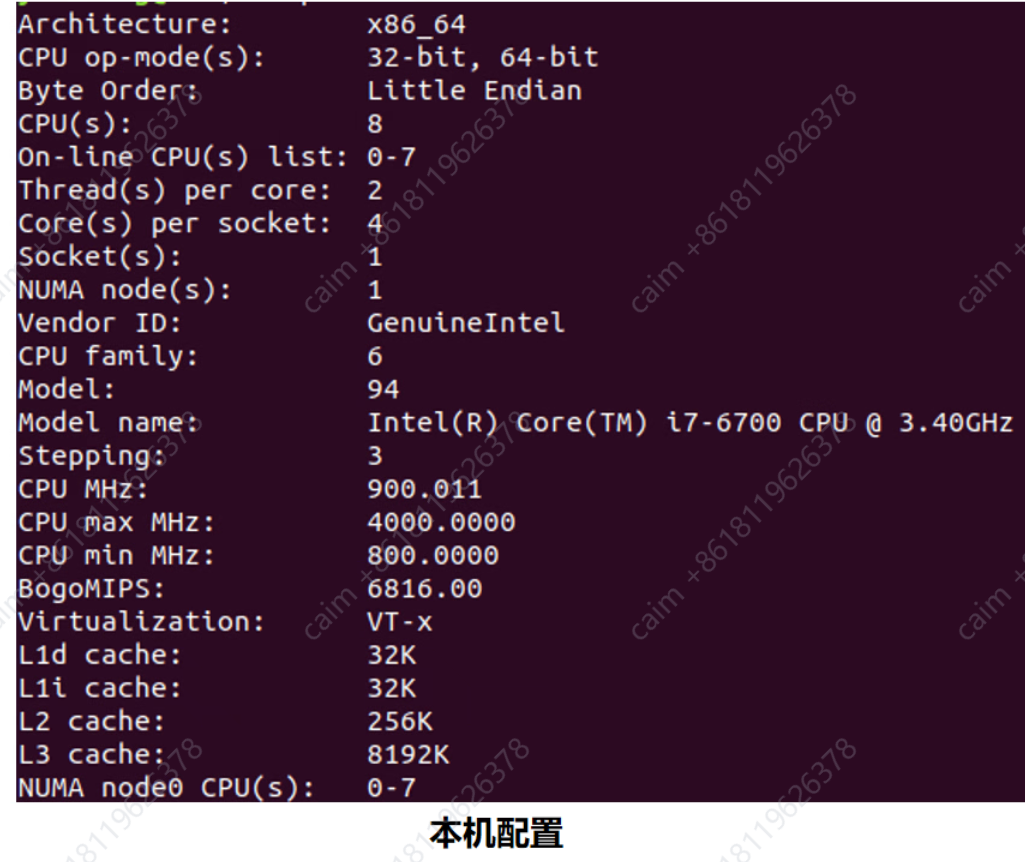 Architecture: x86_64
CPU op-mode(s): 32-bit, 64-bit
Byte Order: Little Endian
CPU(s): 8
On-line CPU(s) list: 0-7
Thread(s) per core: 2
Core(s) per socket: 4
Socket(s): 1
NUMA node(s): 1
Vendor ID: GenuineIntel
CPU family: 6
Model: 94
Model name: Intel(R) Core(TM) i7-6700 CPU @ 3.40GHz
Stepping: 3
CPU MHz: 900.011
CPU max MHz: 4000.0000
CPU min MHz: 800.0000
BogoMIPS: 6816.00
Virtualization: VT-x
L1d cache: 32K
L1i cache: 32K
L2 cache: 256K
L3 cache: 8192K
NUMA node0 CPU(s): 0-7
本机配置
caim +8618119626378
caim +8618119626378
caim +8618119626378
caim +8618119626378